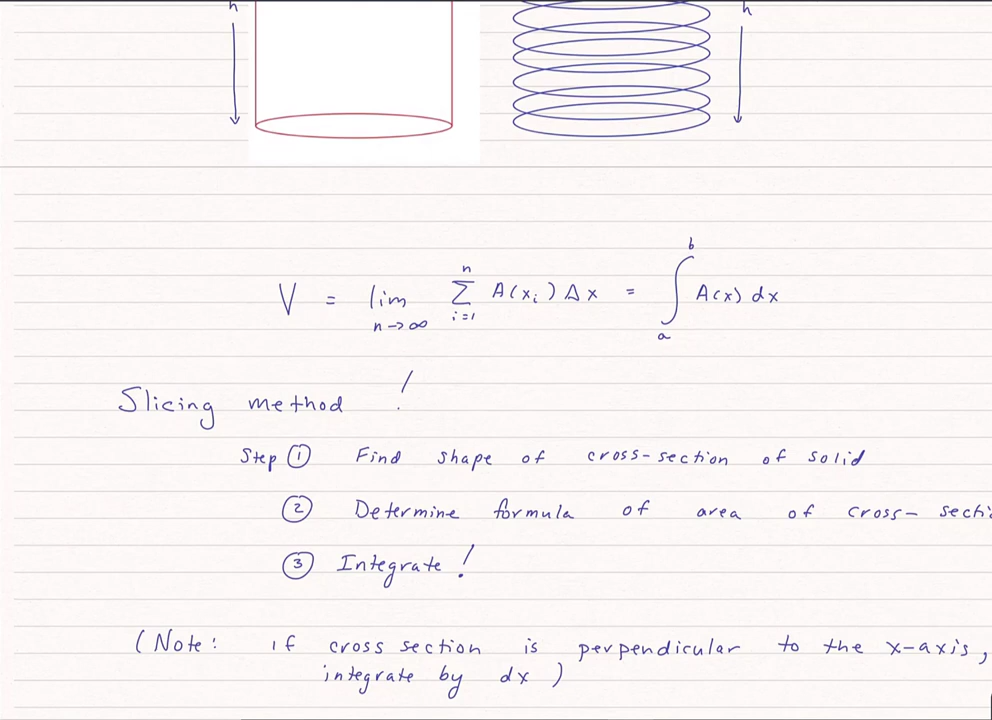 h h
V = lim n→∞ n Σ i=1 A(xᵢ) Δx = ∫ b a A(x) dx
Slicing method !
Step ① Find shape of cross-section of solid
② Determine formula of area of cross-
③ Integrate!
(Note: if cross section is perpendicular to the x-axis,
integrate by dx )